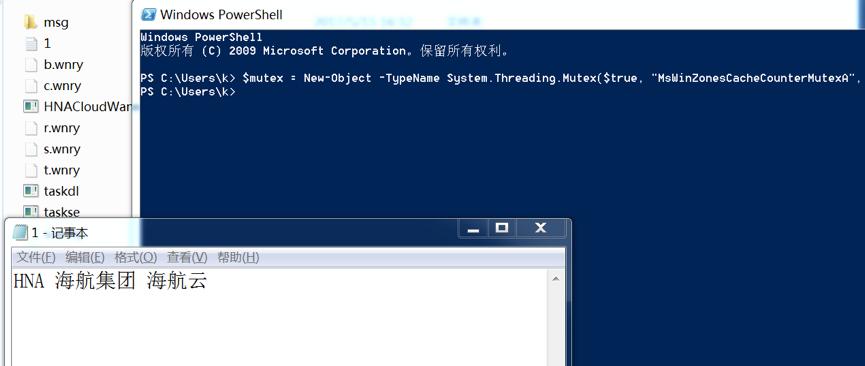 msg
1
b.wnry
c.wnry
r.wnry
s.wnry
t.wnry
taskdl
taskse
Windows PowerShell
Windows PowerShell
版权所有 (C) 2009 Microsoft Corporation。保留所有权利。
PS C:\Users\k> $mutex = New-Object -TypeName System.Threading.Mutex($true, "MsWinZonesCacheCounterMutexA",
PS C:\Users\k>
1 - 记事本
文件(F) 编辑(E) 格式(O) 查看(V) 帮助(H)
HNA 海航集团 海航云